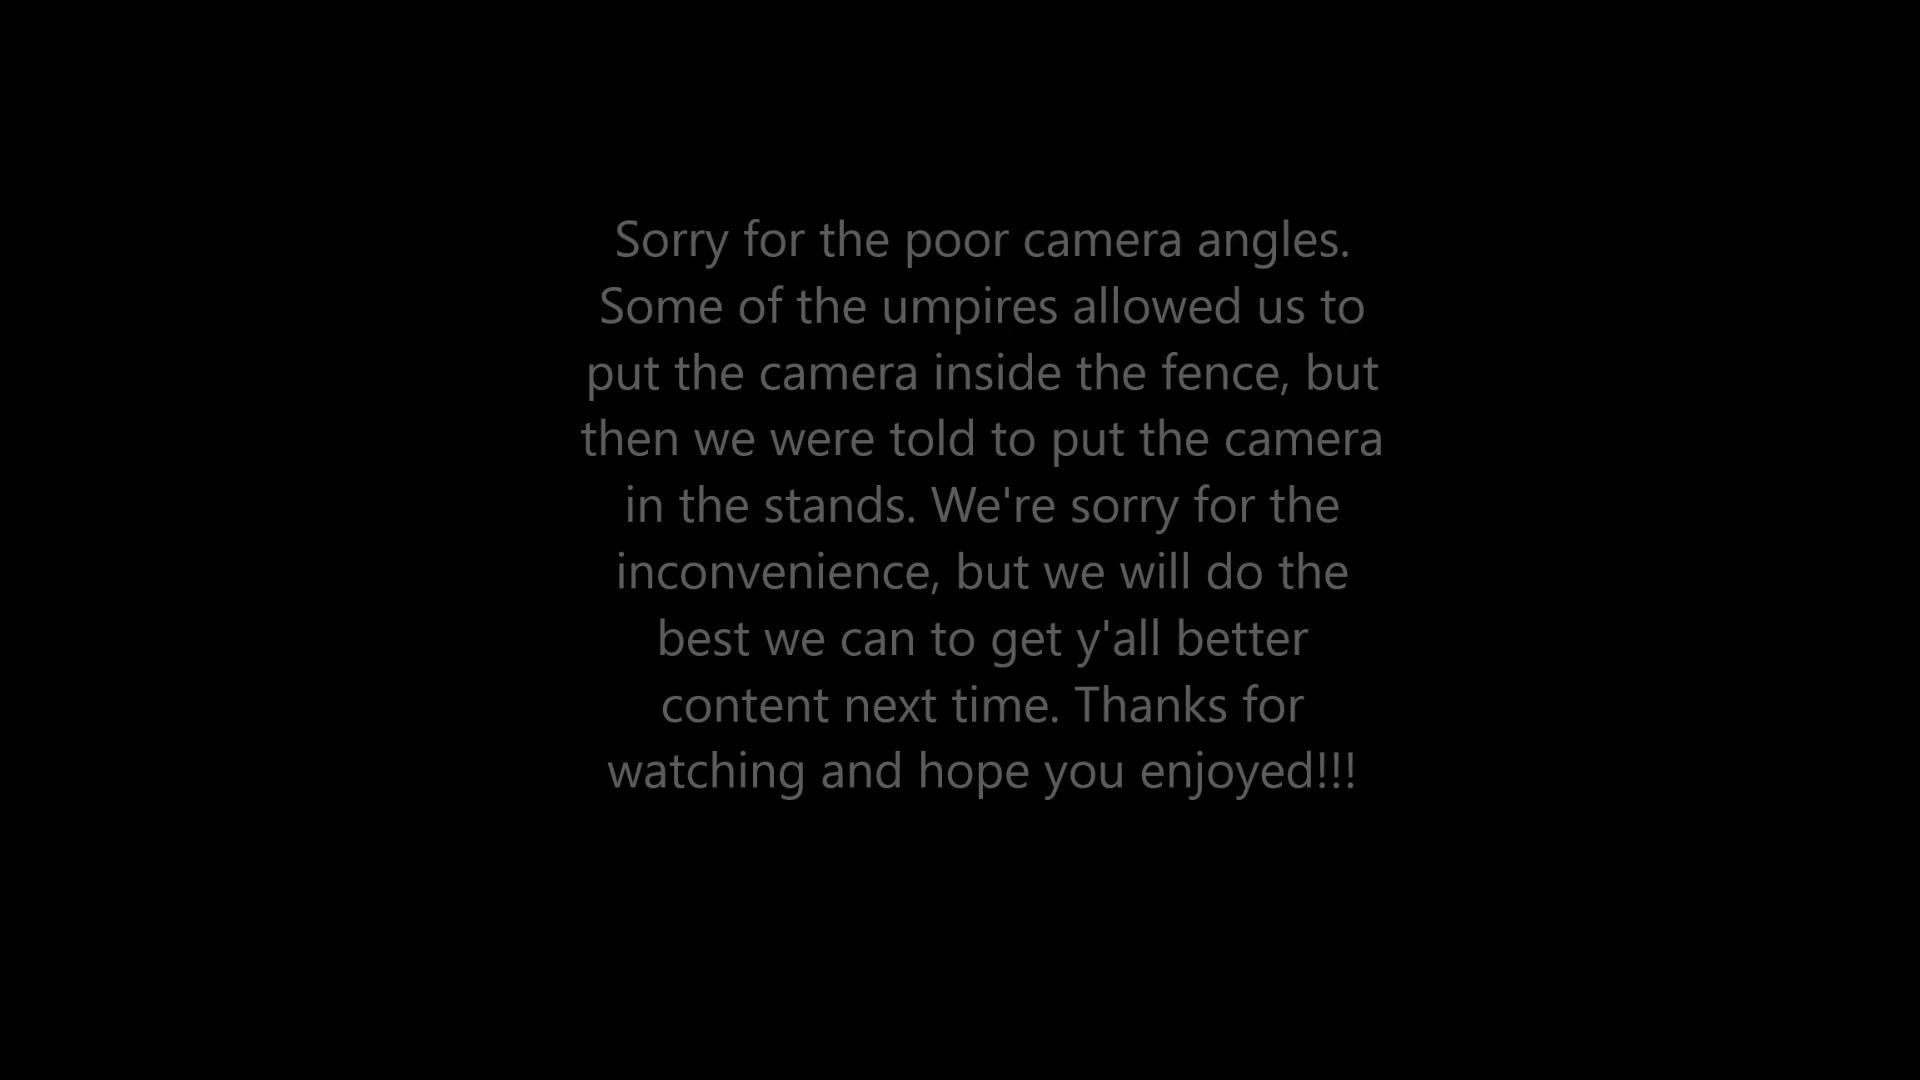 Sorry for the poor camera angles.
Some of the umpires allowed us to
put the camera inside the fence, but
then we were told to put the camera
in the stands. We're sorry for the
inconvenience, but we will do the
best we can to get y'all better
content next time. Thanks for
watching and hope you enjoyed!!!